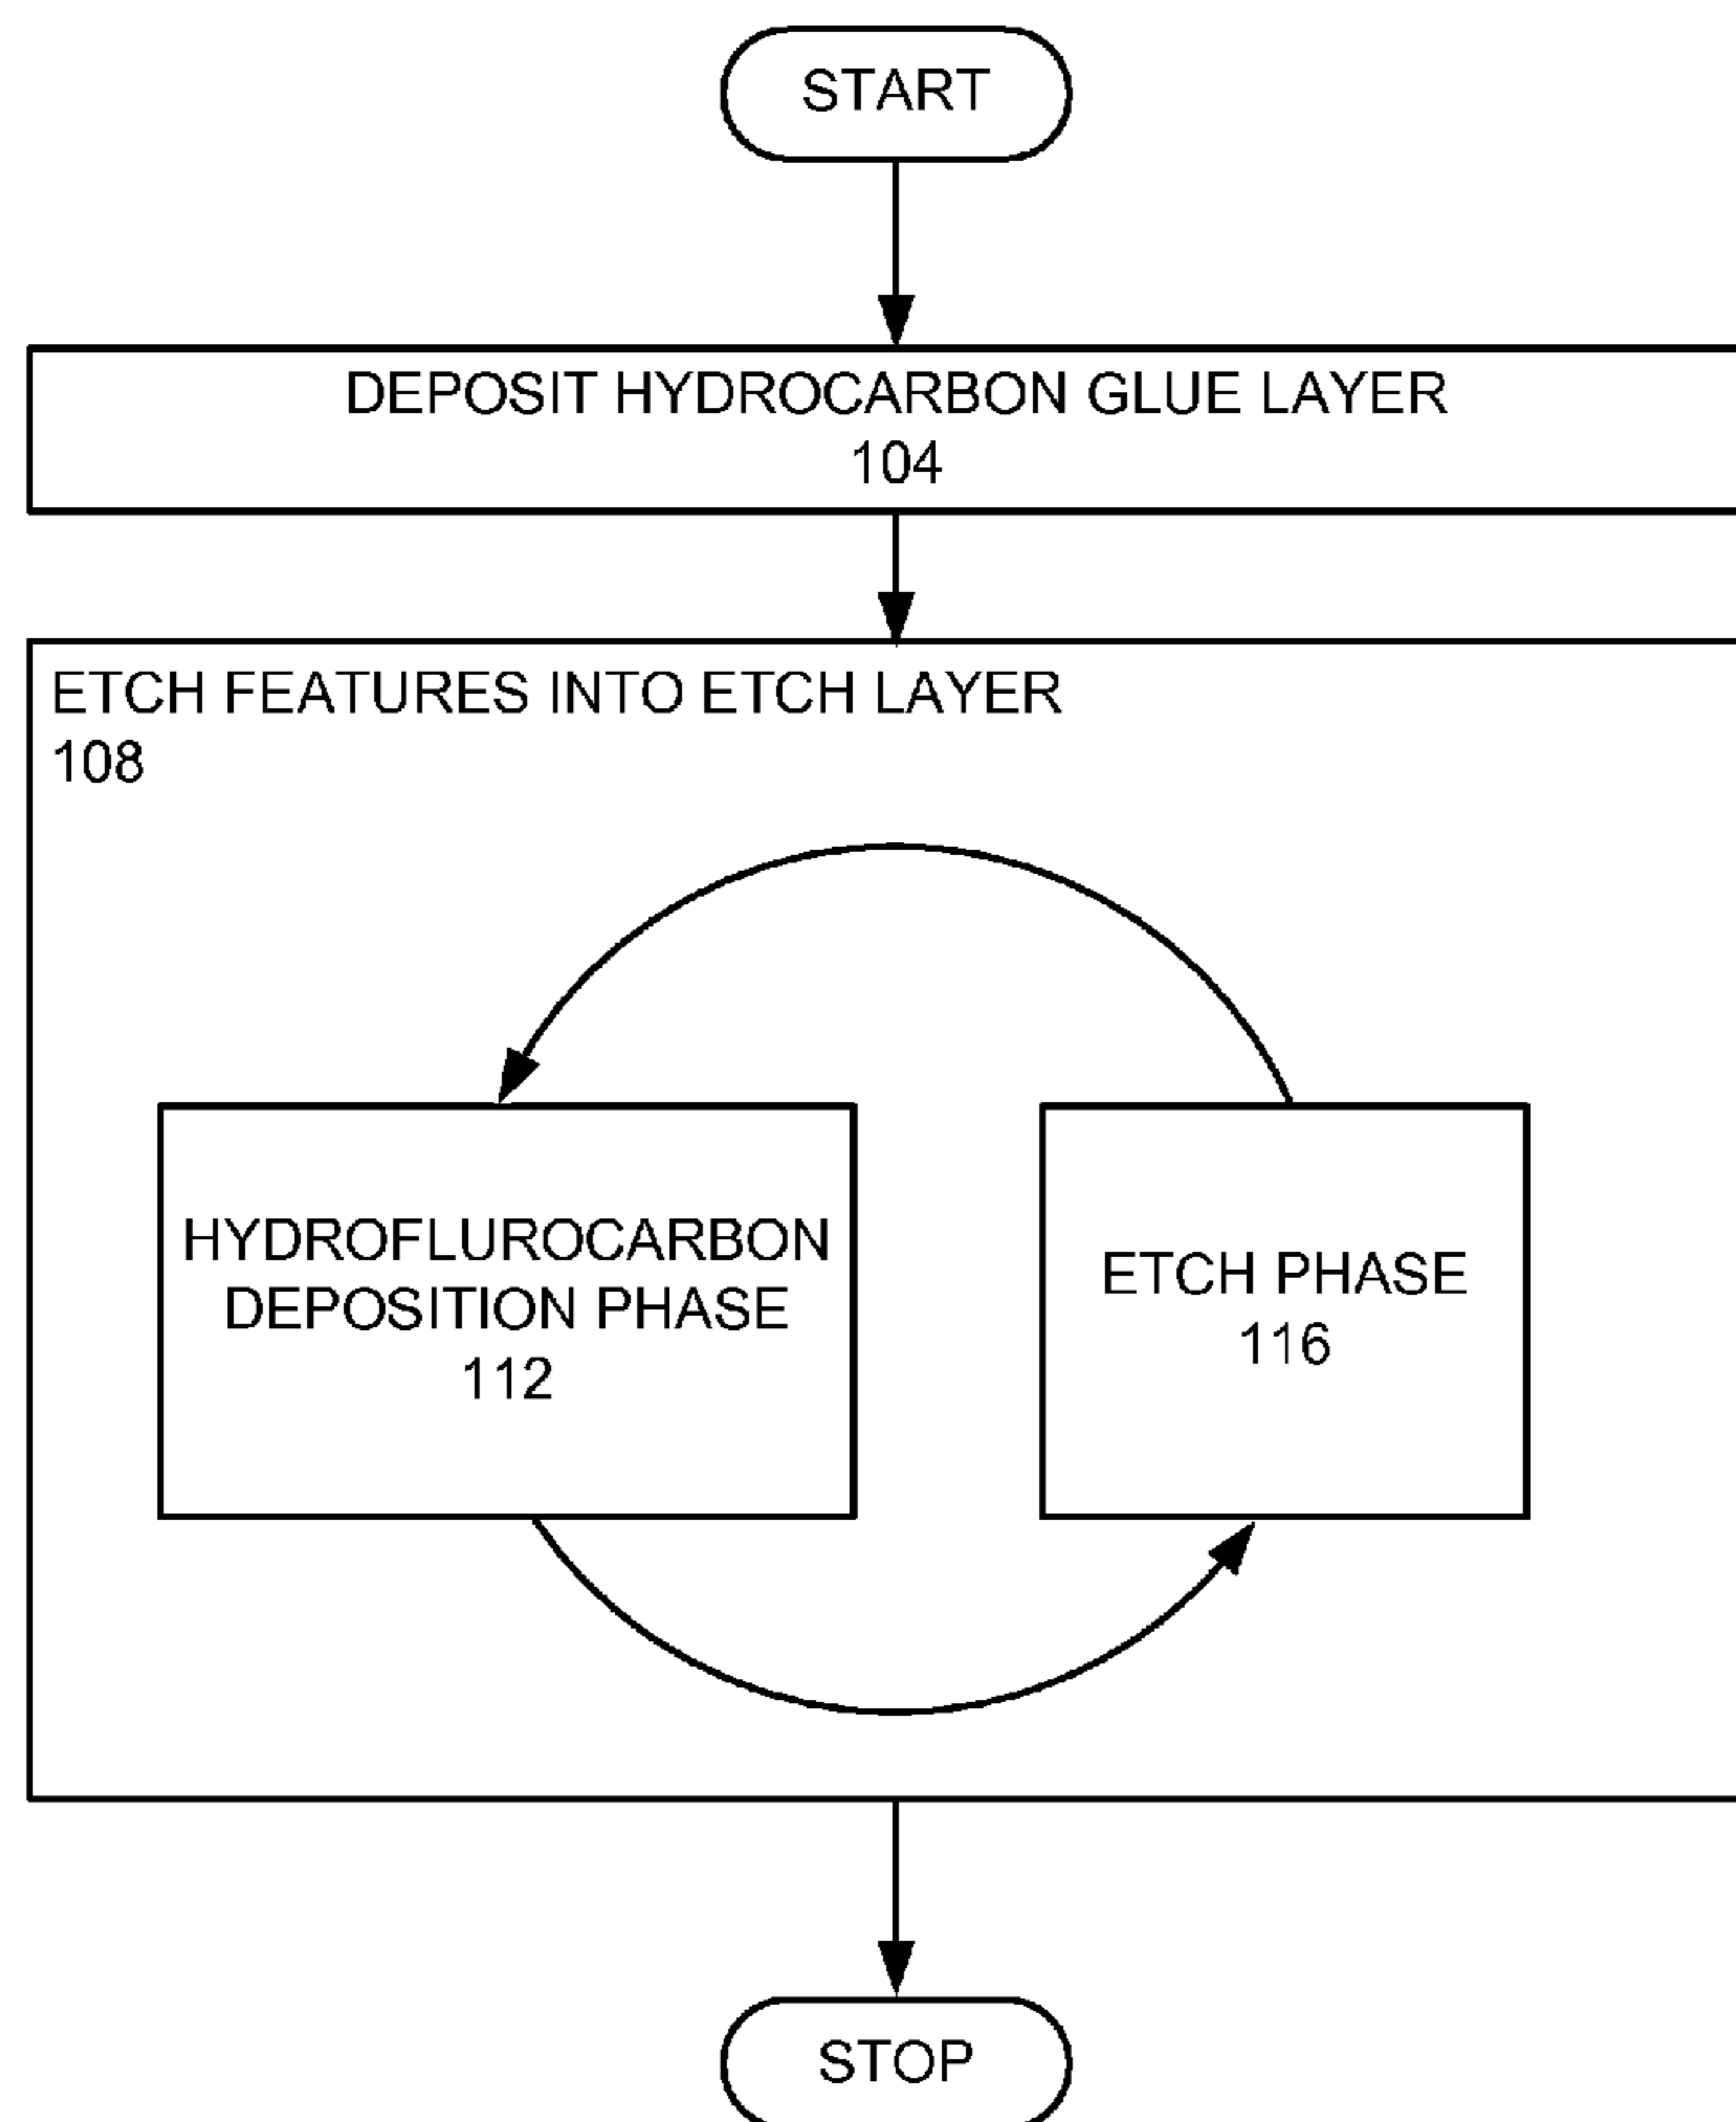 START
DEPOSIT HYDROCARBON GLUE LAYER
104
ETCH FEATURES INTO ETCH LAYER
108
HYDROFLUROCARBON
DEPOSITION PHASE
112
ETCH PHASE
116
STOP